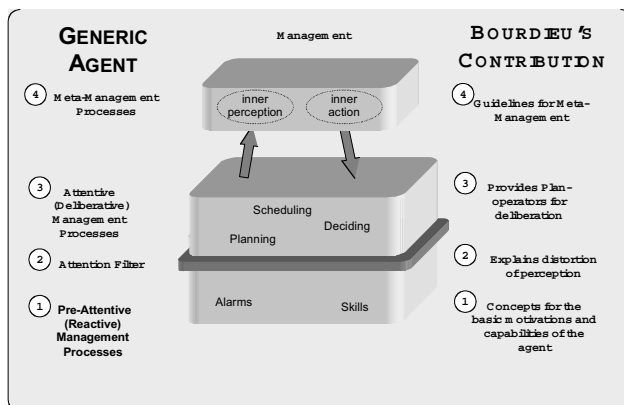 GENERIC
AGENT
4 Meta-Management
Processes
3 Attentive
(Deliberative)
Management
Processes
2 Attention Filter
1 Pre-Attentive
(Reactive)
Management
Processes
Management
inner
perception
inner
action
Scheduling
Deciding
Planning
Alarms
Skills
BOURDIEU'S
CONTRIBUTION
4 Guidelines for Meta-
Management
3 Provides Plan-
operators for
deliberation
2 Explains distortion
of perception
1 Concepts for the
basic motivations and
capabilities of the
agent